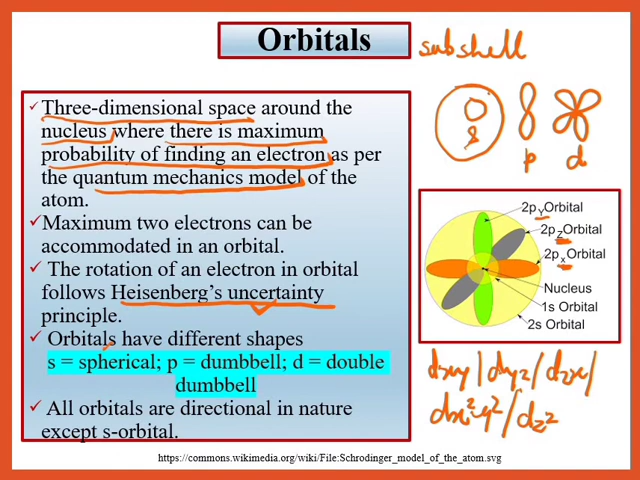 Orbitals
subshell
Three-dimensional space around the
nucleus where there is maximum
probability of finding an electron as per
the quantum mechanics model of the
atom.
Maximum two electrons can be
accommodated in an orbital.
The rotation of an electron in orbital
follows Heisenberg's uncertainty
principle.
Orbitals have different shapes
s = spherical; p = dumbbell; d = double
dumbbell
All orbitals are directional in nature
except s-orbital.
s
p
d
2pY Orbital
2pZ Orbital
2pX Orbital
Nucleus
1s Orbital
2s Orbital
dxy | dyz / dzx /
dx²-y² / dz²
https://commons.wikimedia.org/wiki/File:Schrodinger_model_of_the_atom.svg